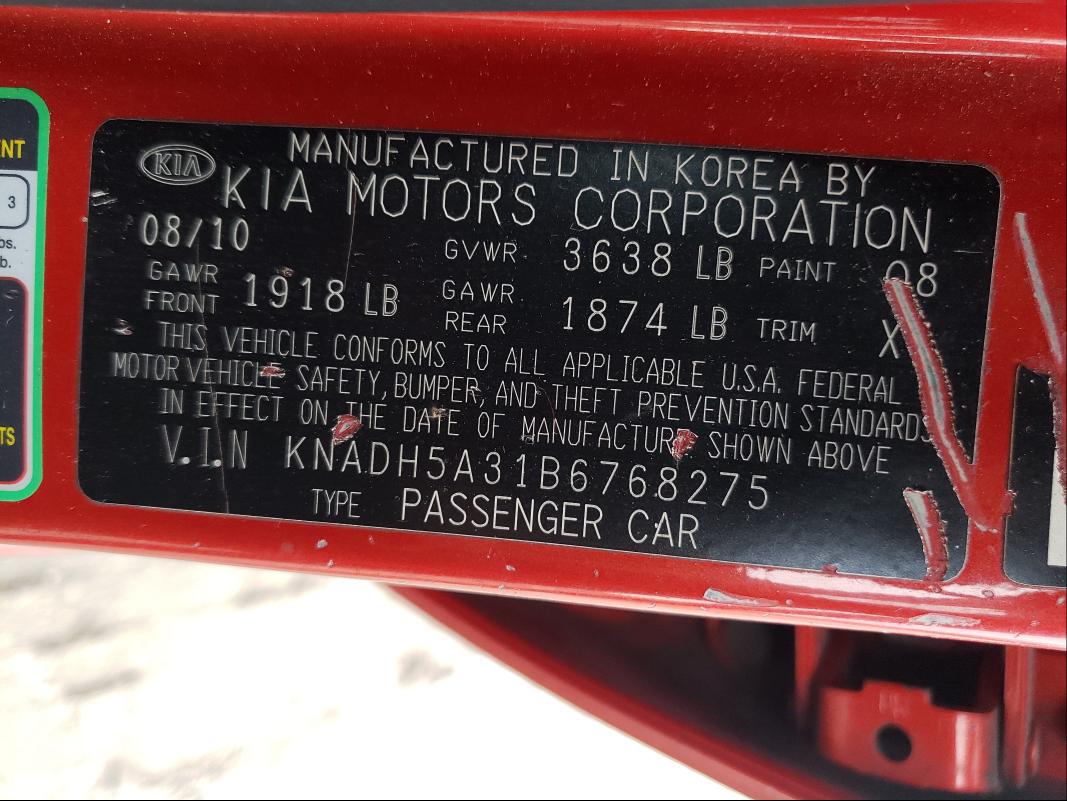 KIA
MANUFACTURED IN KOREA BY
KIA MOTORS CORPORATION
08/10 GVWR 3638 LB PAINT 08
GAWR FRONT 1918 LB GAWR REAR 1874 LB TRIM X
THIS VEHICLE CONFORMS TO ALL APPLICABLE U.S.A. FEDERAL
MOTOR VEHICLE SAFETY, BUMPER, AND THEFT PREVENTION STANDARDS
IN EFFECT ON THE DATE OF MANUFACTURE SHOWN ABOVE
V.I.N KNADH5A31B6768275
TYPE PASSENGER CAR
3